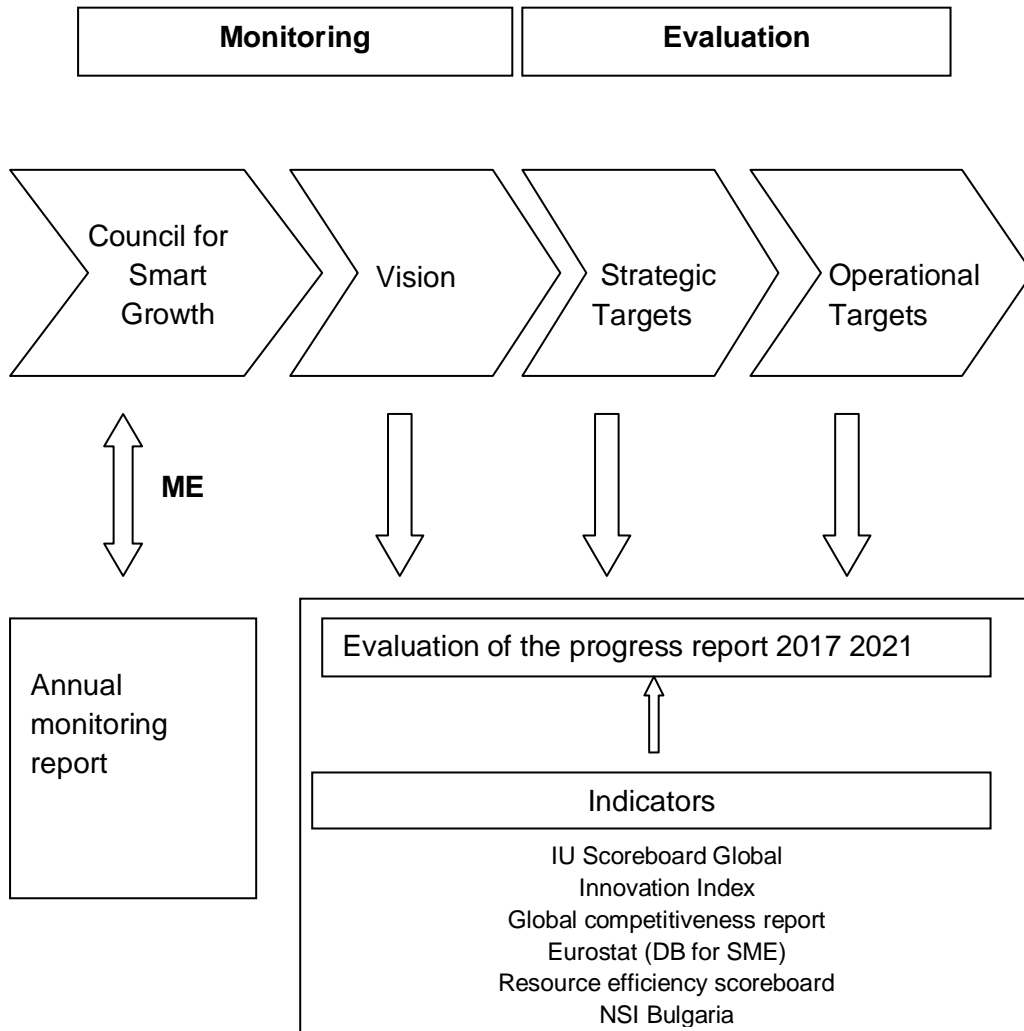 Monitoring
Evaluation
Council for
Smart
Growth
Vision
Strategic
Targets
Operational
Targets
ME
Annual
monitoring
report
Evaluation of the progress report 2017 2021
Indicators
IU Scoreboard Global
Innovation Index
Global competitiveness report
Eurostat (DB for SME)
Resource efficiency scoreboard
NSI Bulgaria